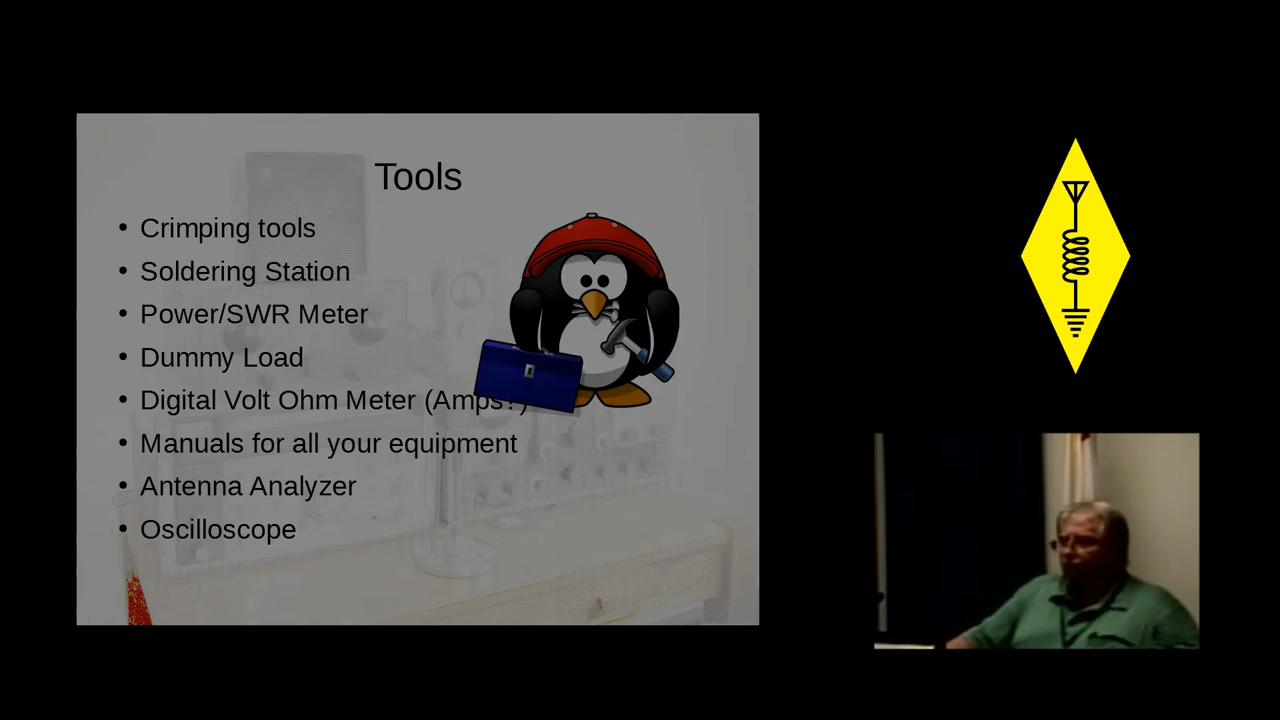 Tools
• Crimping tools
• Soldering Station
• Power/SWR Meter
• Dummy Load
• Digital Volt Ohm Meter (Amps?)
• Manuals for all your equipment
• Antenna Analyzer
• Oscilloscope